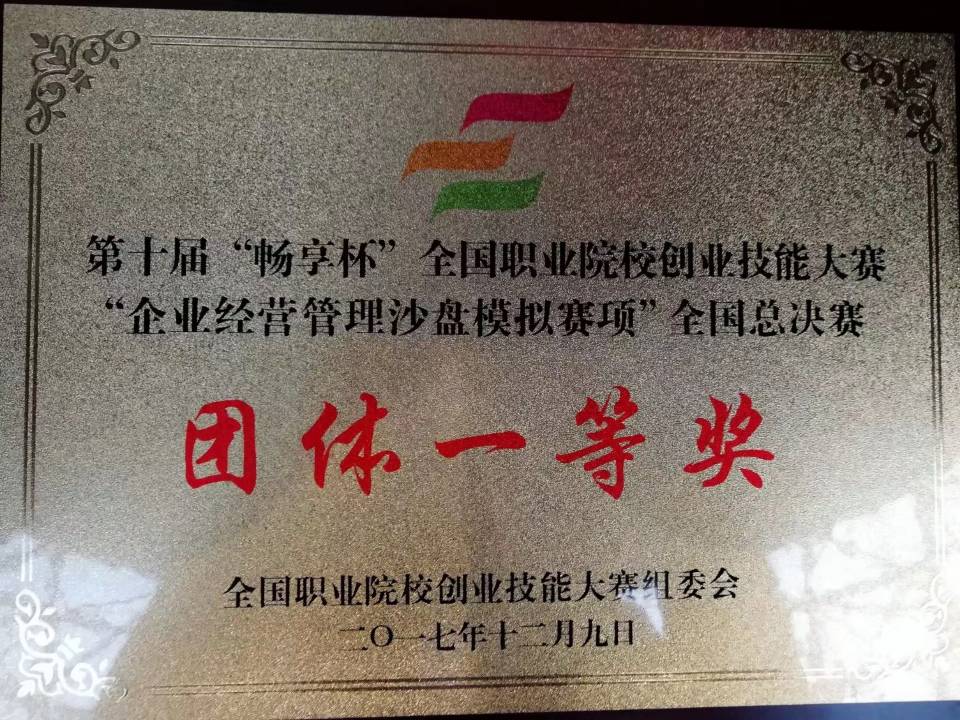 第十届“畅享杯”全国职业院校创业技能大赛
“企业经营管理沙盘模拟赛项”全国总决赛
团体一等奖
全国职业院校创业技能大赛组委会
二〇一七年十二月九日